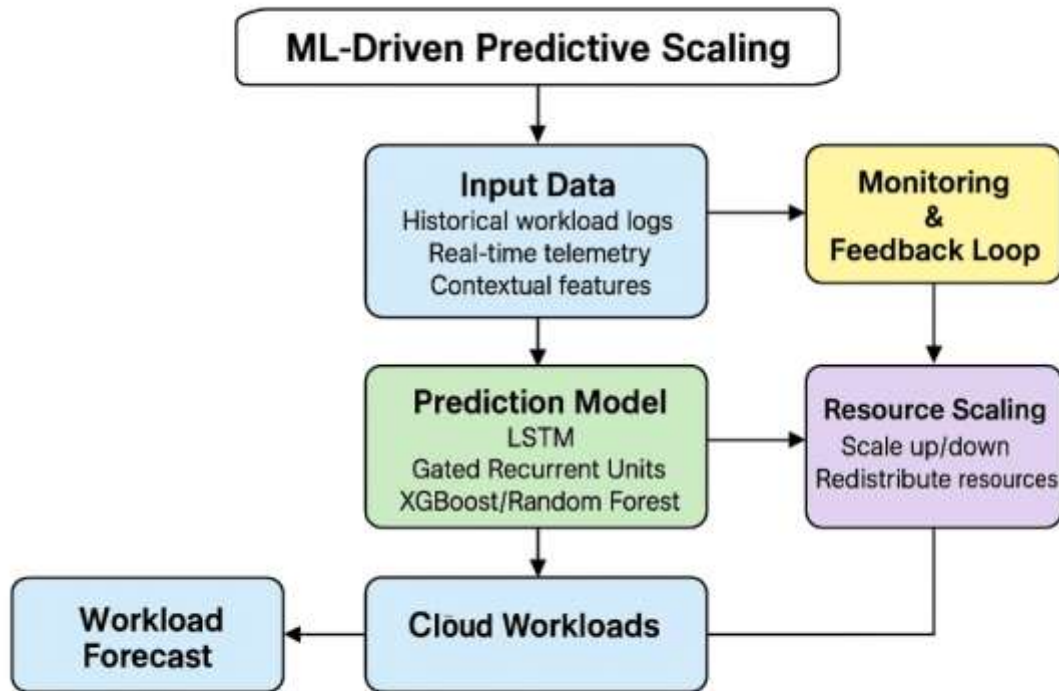 ML-Driven Predictive Scaling
Input Data
Historical workload logs
Real-time telemetry
Contextual features
Monitoring
&
Feedback Loop
Prediction Model
LSTM
Gated Recurrent Units
XGBoost/Random Forest
Resource Scaling
Scale up/down
Redistribute resources
Workload
Forecast
Clōud Workloads